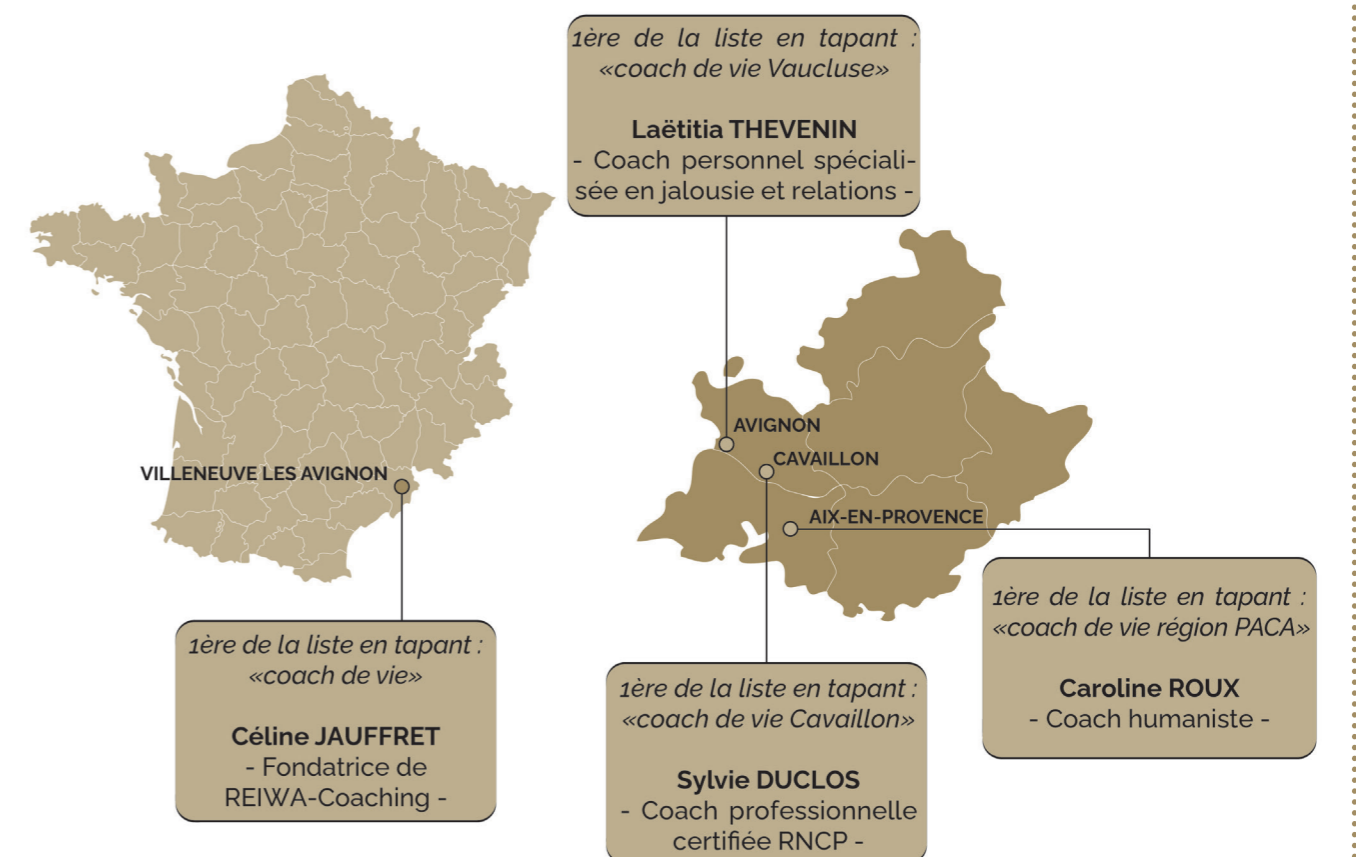 1ère de la liste en tapant :
«coach de vie Vaucluse»
Laëtitia THEVENIN
- Coach personnel spéciali-
sée en jalousie et relations -
VILLENEUVE LES AVIGNON
AVIGNON
CAVAILLON
AIX-EN-PROVENCE
1ère de la liste en tapant :
«coach de vie»
Céline JAUFFRET
- Fondatrice de
REIWA-Coaching -
1ère de la liste en tapant :
«coach de vie Cavaillon»
Sylvie DUCLOS
- Coach professionnelle
certifiée RNCP -
1ère de la liste en tapant :
«coach de vie région PACA»
Caroline ROUX
- Coach humaniste -